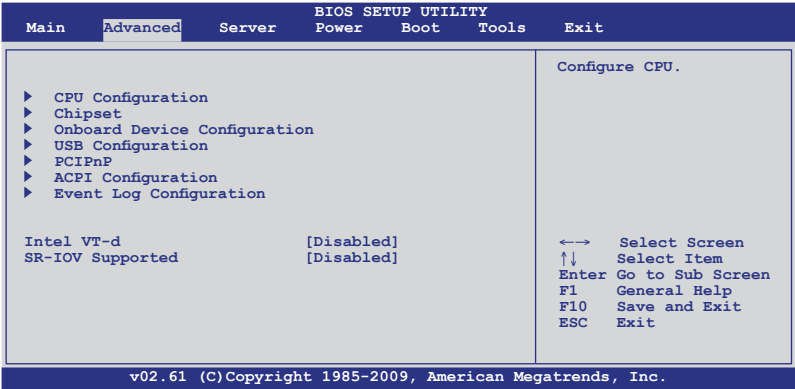 BIOS SETUP UTILITY
Main Advanced Server Power Boot Tools Exit
Configure CPU.
CPU Configuration
Chipset
Onboard Device Configuration
USB Configuration
PCIPnP
ACPI Configuration
Event Log Configuration
Intel VT-d [Disabled]
SR-IOV Supported [Disabled]
←→ Select Screen
↑↓ Select Item
Enter Go to Sub Screen
F1 General Help
F10 Save and Exit
ESC Exit
v02.61 (C)Copyright 1985-2009, American Megatrends, Inc.